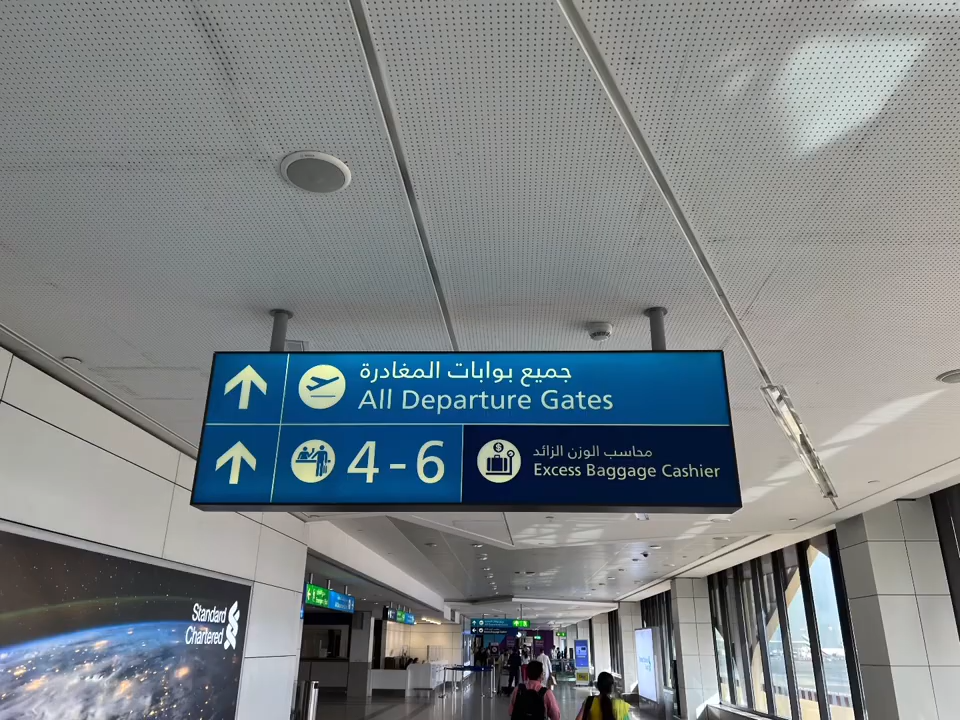 جميع بوابات المغادرة
All Departure Gates
4-6
محاسب الوزن الزائد
Excess Baggage Cashier
Standard
Chartered